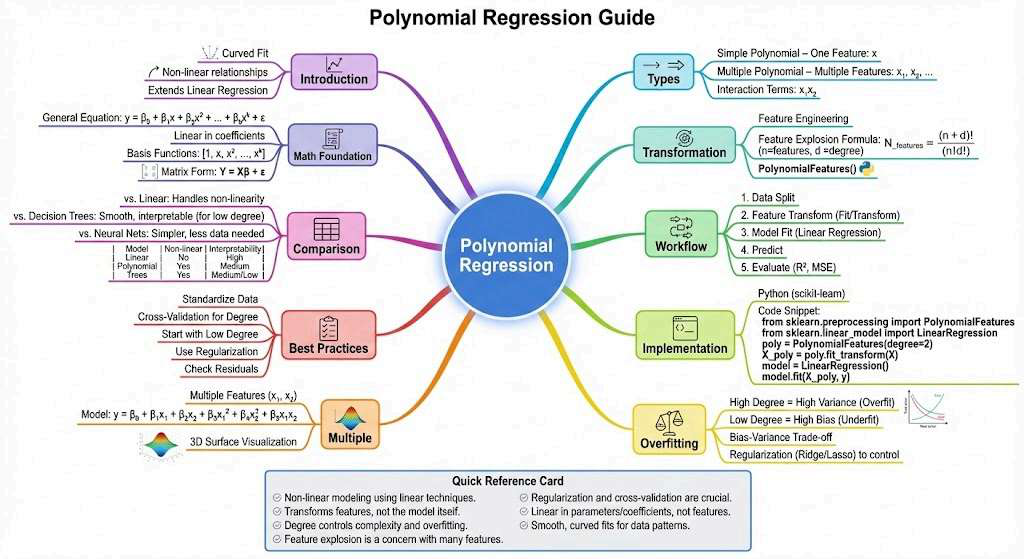 Polynomial Regression Guide
Curved Fit
Non-linear relationships
Extends Linear Regression
Introduction
General Equation: y = β₀ + β₁x + β₂x² + ... + βₖxᵏ + ε
Linear in coefficients
Basis Functions: [1, x, x², ..., xᵏ]
Matrix Form: Y = Xβ + ε
Math Foundation
vs. Linear: Handles non-linearity
vs. Decision Trees: Smooth, interpretable (for low degree)
vs. Neural Nets: Simpler, less data needed
| Model | Non-linear | Interpretability |
| Linear | No | High |
| Polynomial | Yes | Medium |
| Trees | Yes | Medium/Low |
Comparison
Standardize Data
Cross-Validation for Degree
Start with Low Degree
Use Regularization
Check Residuals
Best Practices
Multiple Features (x₁, x₂)
Model: y = β₀ + β₁x₁ + β₂x₂ + β₃x₁² + β₄x₂² + β₅x₁x₂
3D Surface Visualization
Multiple
Polynomial
Regression
Types
Simple Polynomial – One Feature: x
Multiple Polynomial – Multiple Features: x₁, x₂, ...
Interaction Terms: x₁x₂
Transformation
Feature Engineering
Feature Explosion Formula: N_features = (n + d)! / (n!d!)
(n=features, d =degree)
PolynomialFeatures()
Workflow
1. Data Split
2. Feature Transform (Fit/Transform)
3. Model Fit (Linear Regression)
4. Predict
5. Evaluate (R², MSE)
Implementation
Python (scikit-learn)
Code Snippet:
from sklearn.preprocessing import PolynomialFeatures
from sklearn.linear_model import LinearRegression
poly = PolynomialFeatures(degree=2)
X_poly = poly.fit_transform(X)
model = LinearRegression()
model.fit(X_poly, y)
Overfitting
High Degree = High Variance (Overfit)
Low Degree = High Bias (Underfit)
Bias-Variance Trade-off
Regularization (Ridge/Lasso) to control
Quick Reference Card
Non-linear modeling using linear techniques.
Transforms features, not the model itself.
Degree controls complexity and overfitting.
Feature explosion is a concern with many features.
Regularization and cross-validation are crucial.
Linear in parameters/coefficients, not features.
Smooth, curved fits for data patterns.